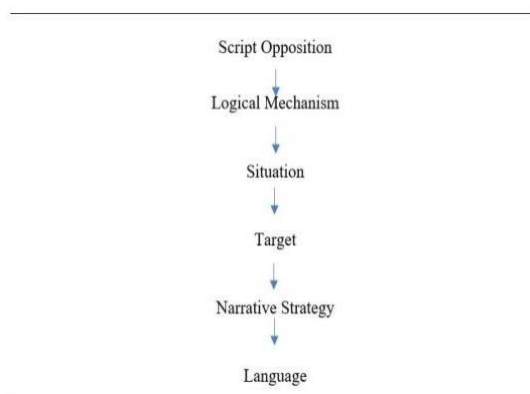 Script Opposition
Logical Mechanism
Situation
Target
Narrative Strategy
Language